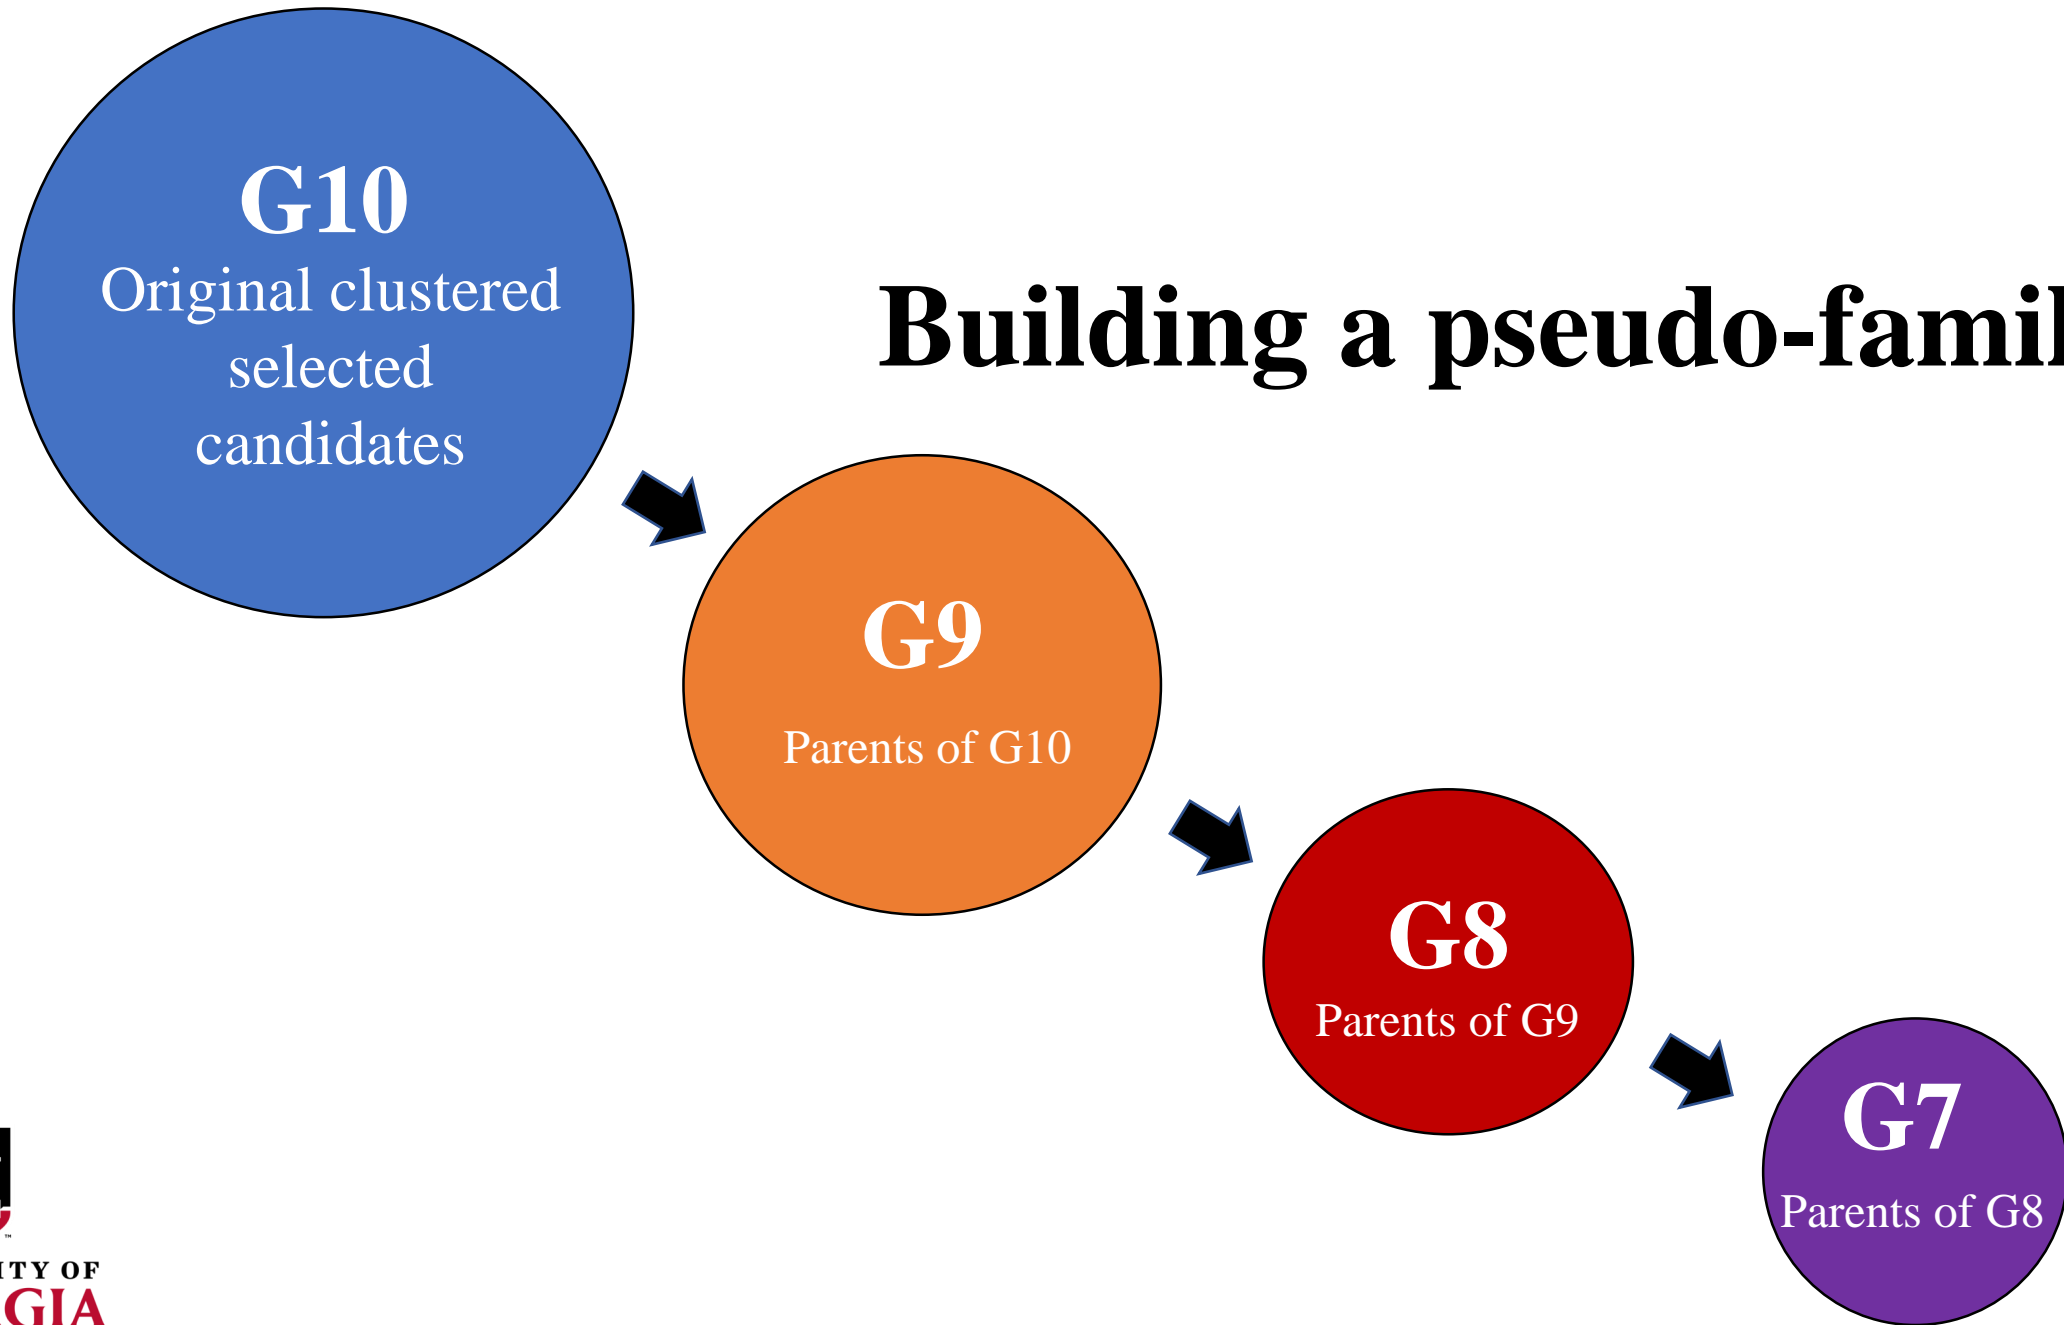 G10
Original clustered
selected
candidates
Building a pseudo-famil
G9
Parents of G10
G8
Parents of G9
G7
Parents of G8
™
ITY OF
GIA